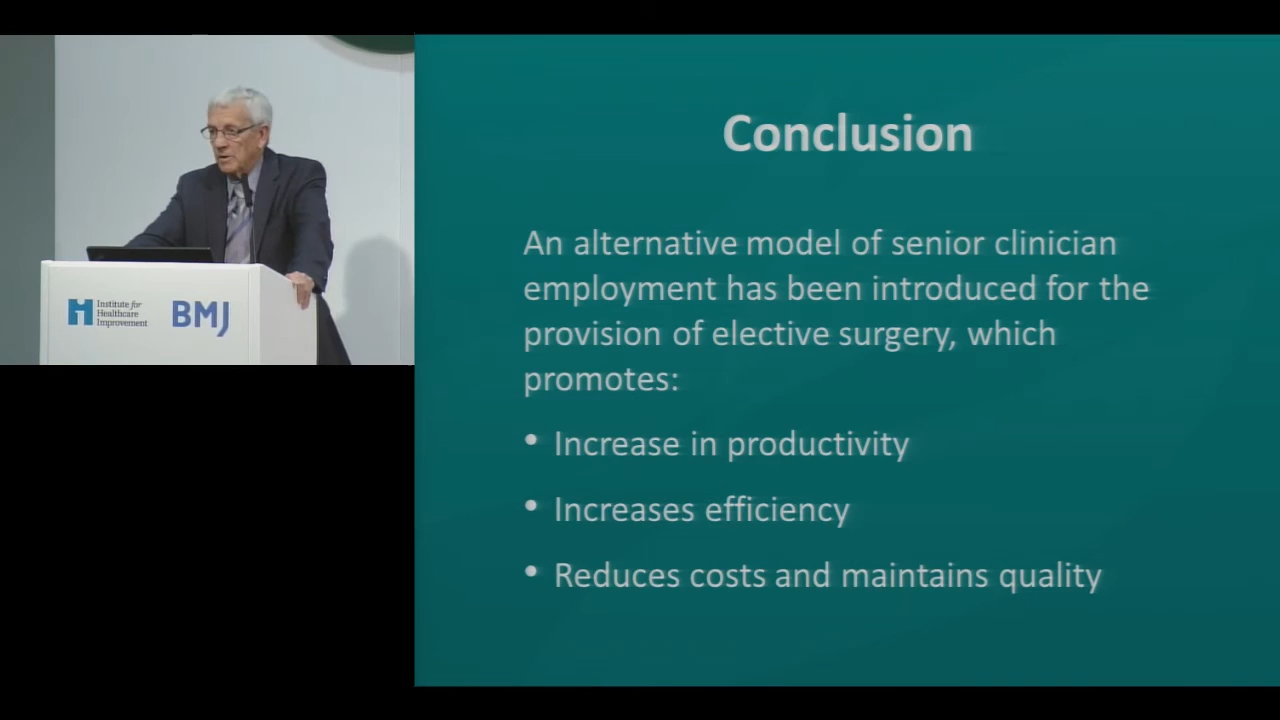 Institute for
Healthcare
Improvement
BMJ
Conclusion
An alternative model of senior clinician
employment has been introduced for the
provision of elective surgery, which
promotes:
• Increase in productivity
• Increases efficiency
• Reduces costs and maintains quality